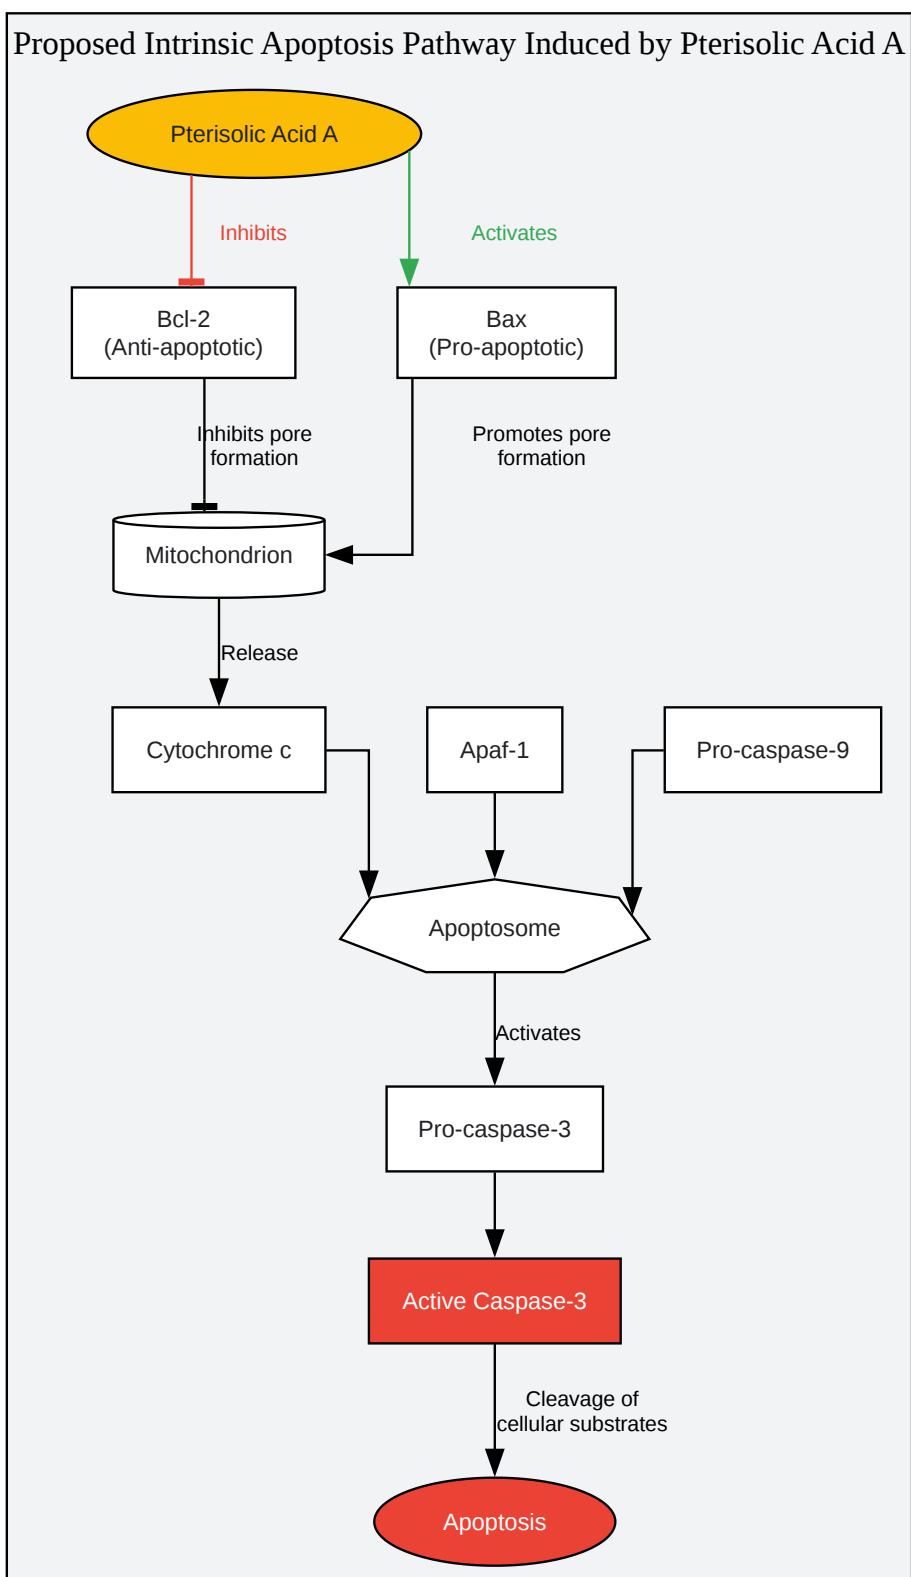 Proposed Intrinsic Apoptosis Pathway Induced by Pterisolic Acid A
Pterisolic Acid A
Inhibits
Activates
Bcl-2
(Anti-apoptotic)
Bax
(Pro-apoptotic)
Inhibits pore
formation
Promotes pore
formation
Mitochondrion
Release
Cytochrome c
Apaf-1
Pro-caspase-9
Apoptosome
Activates
Pro-caspase-3
Active Caspase-3
Cleavage of
cellular substrates
Apoptosis